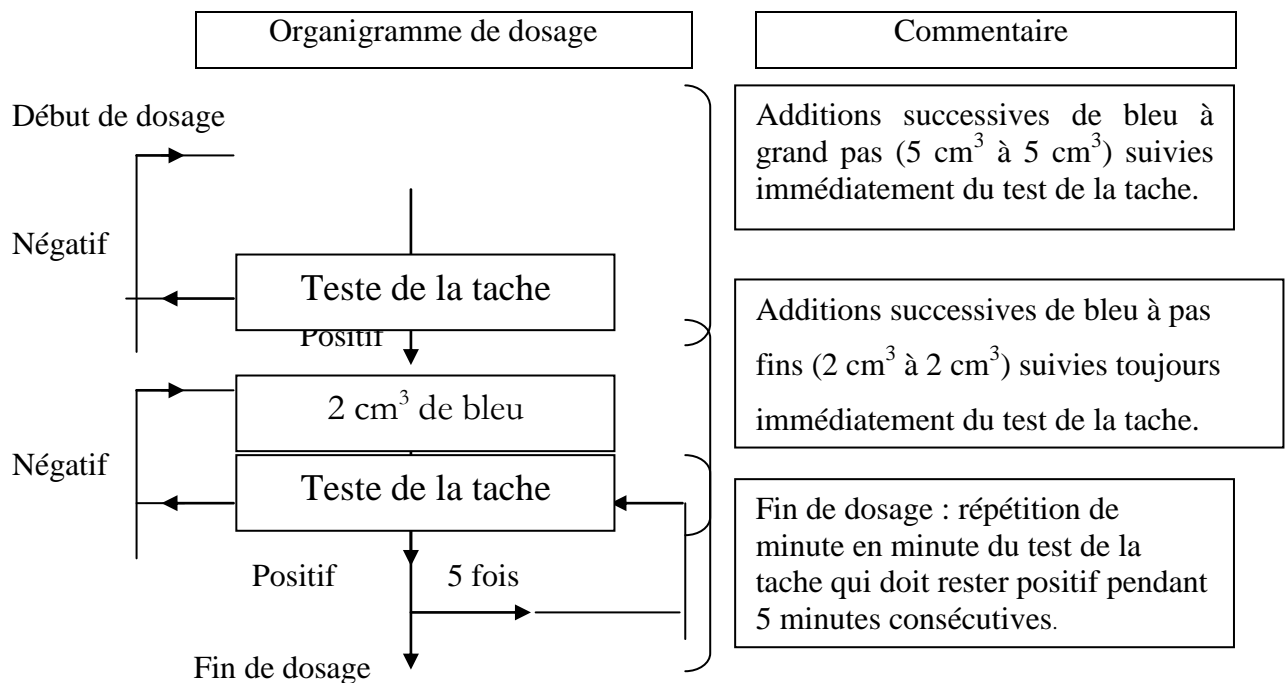 Organigramme de dosage
Commentaire
Début de dosage
Additions successives de bleu à
grand pas (5 cm³ à 5 cm³) suivies
immédiatement du test de la tache.
Négatif
Teste de la tache
Positif
Additions successives de bleu à pas
fins (2 cm³ à 2 cm³) suivies toujours
immédiatement du test de la tache.
2 cm³ de bleu
Négatif
Teste de la tache
Fin de dosage : répétition de
minute en minute du test de la
tache qui doit rester positif pendant
5 minutes consécutives.
Positif
5 fois
Fin de dosage